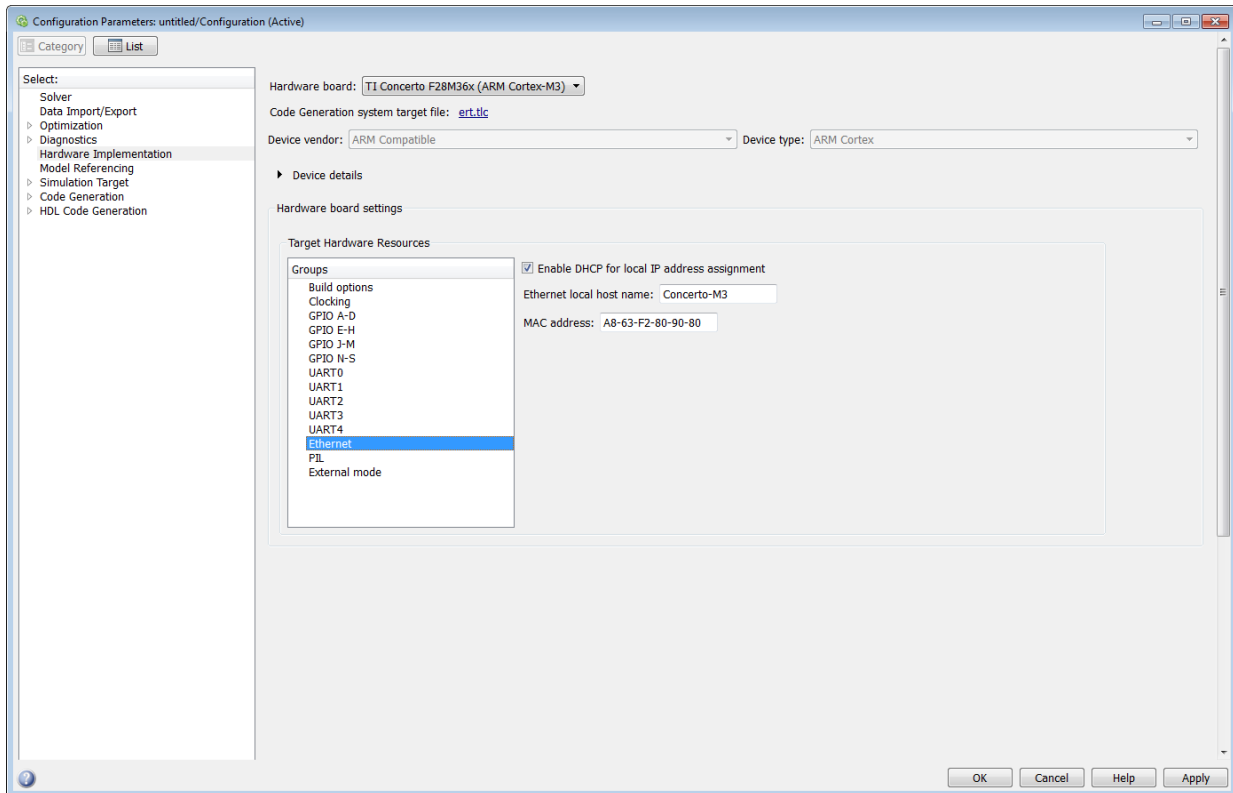 Configuration Parameters: untitled/Configuration (Active)
Category List
Select:
Solver
Data Import/Export
Optimization
Diagnostics
Hardware Implementation
Model Referencing
Simulation Target
Code Generation
HDL Code Generation
Hardware board: TI Concerto F28M36x (ARM Cortex-M3)
Code Generation system target file: ert.tlc
Device vendor: ARM Compatible Device type: ARM Cortex
Device details
Hardware board settings
Target Hardware Resources
Groups
Build options
Clocking
GPIO A-D
GPIO E-H
GPIO J-M
GPIO N-S
UART0
UART1
UART2
UART3
UART4
Ethernet
PIL
External mode
Enable DHCP for local IP address assignment
Ethernet local host name: Concerto-M3
MAC address: A8-63-F2-80-90-80
OK Cancel Help Apply